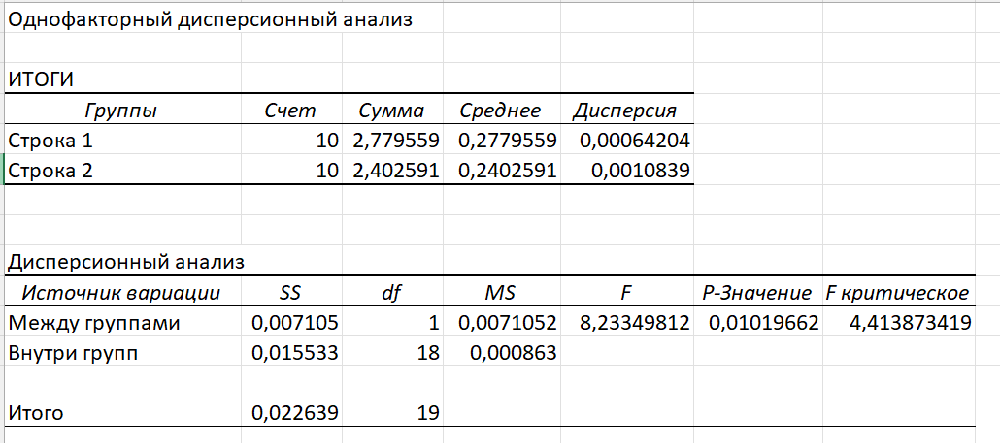 Однофакторный дисперсионный анализ
ИТОГИ
Группы Счет Сумма Среднее Дисперсия
Строка 1 10 2,779559 0,2779559 0,00064204
Строка 2 10 2,402591 0,2402591 0,0010839
Дисперсионный анализ
Источник вариации SS df MS F P-Значение F критическое
Между группами 0,007105 1 0,0071052 8,23349812 0,01019662 4,413873419
Внутри групп 0,015533 18 0,000863
Итого 0,022639 19